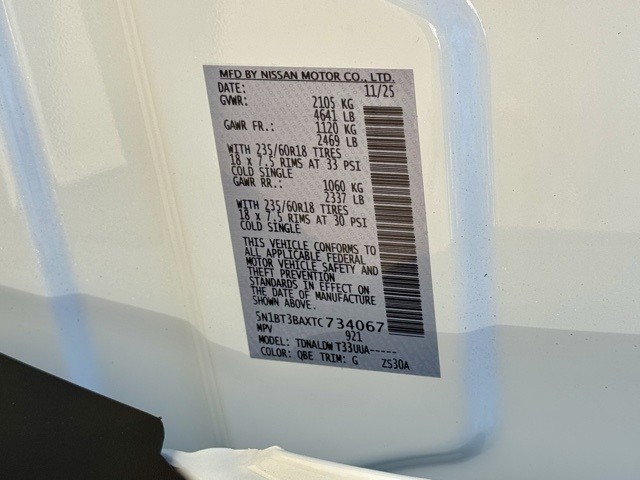 MFD BY NISSAN MOTOR CO., LTD.
DATE: 11/25
GVWR: 2105 KG
4641 LB
GAWR FR.: 1120 KG
2469 LB
WITH 235/60R18 TIRES
18 x 7.5 RIMS AT 33 PSI
COLD SINGLE
GAWR RR.: 1060 KG
2337 LB
WITH 235/60R18 TIRES
18 x 7.5 RIMS AT 30 PSI
COLD SINGLE
THIS VEHICLE CONFORMS TO
ALL APPLICABLE FEDERAL
MOTOR VEHICLE SAFETY AND
THEFT PREVENTION
STANDARDS IN EFFECT ON
THE DATE OF MANUFACTURE
SHOWN ABOVE.
5N1BT3BAXTC734067
MPV 921
MODEL: TDNALDW T33UUA-----
COLOR: QBE TRIM: G ZS30A